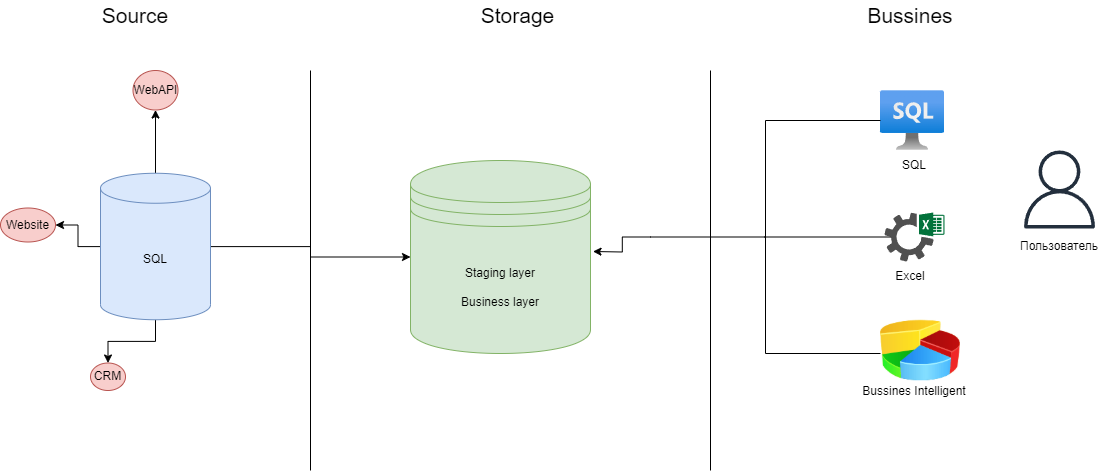 Source
Storage
Bussines
WebAPI
Website
SQL
CRM
Staging layer
Business layer
SQL
SQL
X
Excel
Bussines Intelligent
Пользователь